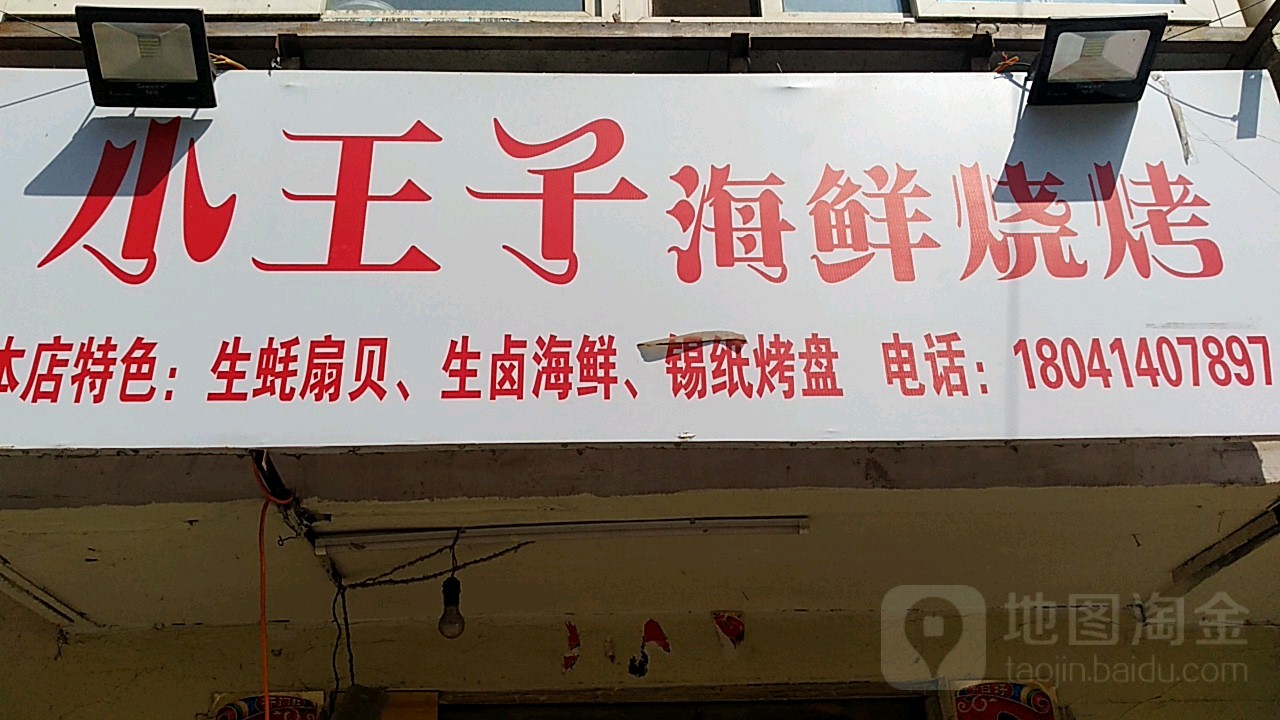 小王子海鲜烧烤
本店特色：生蚝扇贝、生卤海鲜、锡纸烤盘 电话：18041407897
地图淘金
taojin.baidu.com